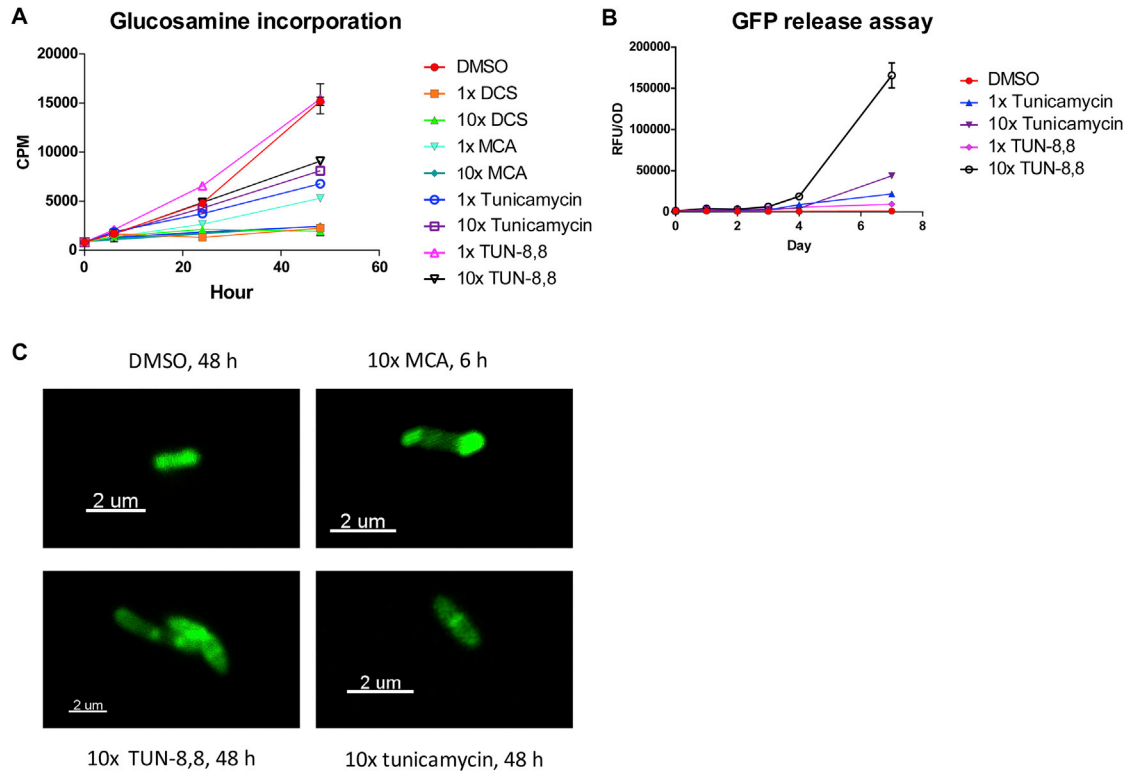 A
Glucosamine incorporation
20000
15000
10000
5000
0
CPM
0
20
40
60
Hour
DMSO
1x DCS
10x DCS
1x MCA
10x MCA
1x Tunicamycin
10x Tunicamycin
1x TUN-8,8
10x TUN-8,8
B
GFP release assay
200000
150000
100000
50000
0
RFU/OD
0
2
4
6
8
Day
DMSO
1x Tunicamycin
10x Tunicamycin
1x TUN-8,8
10x TUN-8,8
C
DMSO, 48 h
10x MCA, 6 h
2 um
2 um
2 um
2 um
10x TUN-8,8, 48 h
10x tunicamycin, 48 h